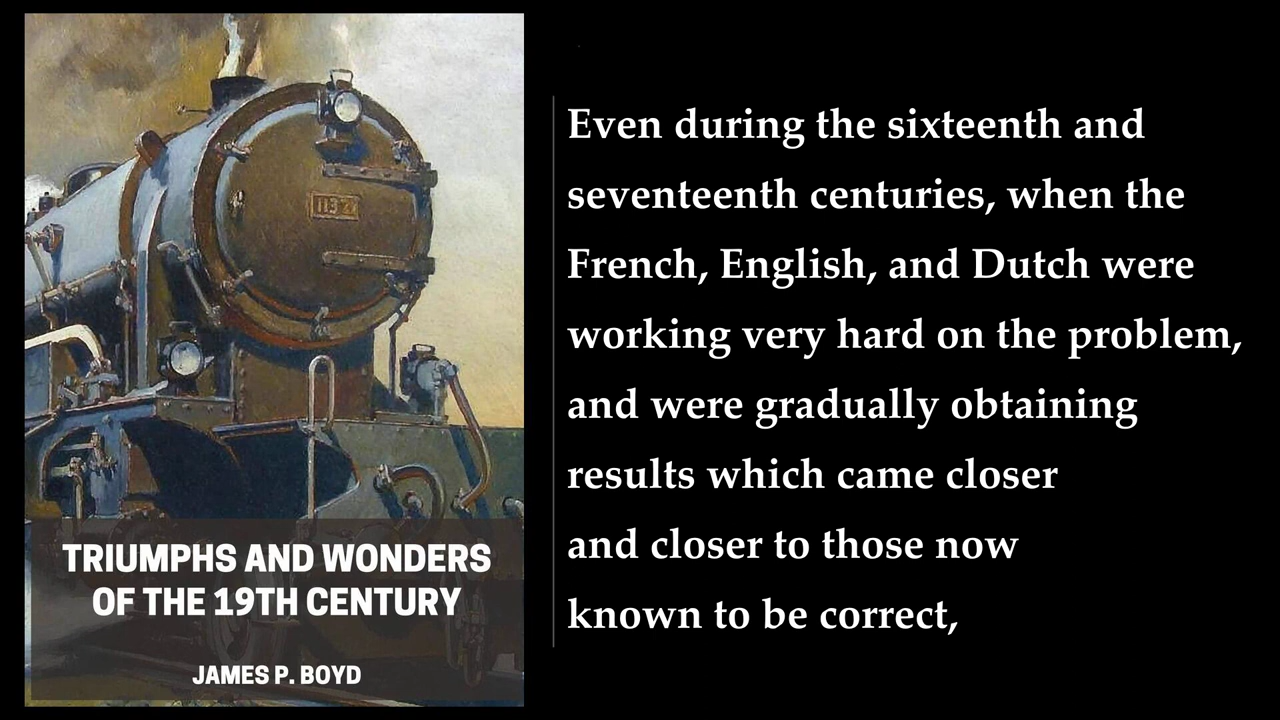 Even during the sixteenth and
seventeenth centuries, when the
French, English, and Dutch were
working very hard on the problem,
and were gradually obtaining
results which came closer
and closer to those now
known to be correct,
TRIUMPHS AND WONDERS
OF THE 19TH CENTURY
JAMES P. BOYD